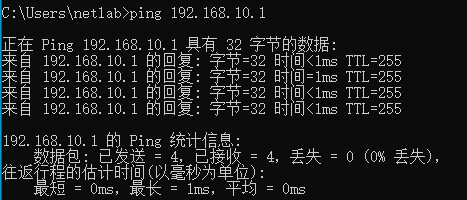 C:\Users\netlab>ping 192.168.10.1
正在 Ping 192.168.10.1 具有 32 字节的数据:
来自 192.168.10.1 的回复: 字节=32 时间<1ms TTL=255
来自 192.168.10.1 的回复: 字节=32 时间=1ms TTL=255
来自 192.168.10.1 的回复: 字节=32 时间<1ms TTL=255
来自 192.168.10.1 的回复: 字节=32 时间<1ms TTL=255
192.168.10.1 的 Ping 统计信息:
数据包: 已发送 = 4, 已接收 = 4, 丢失 = 0 (0% 丢失),
往返行程的估计时间(以毫秒为单位):
最短 = 0ms, 最长 = 1ms, 平均 = 0ms